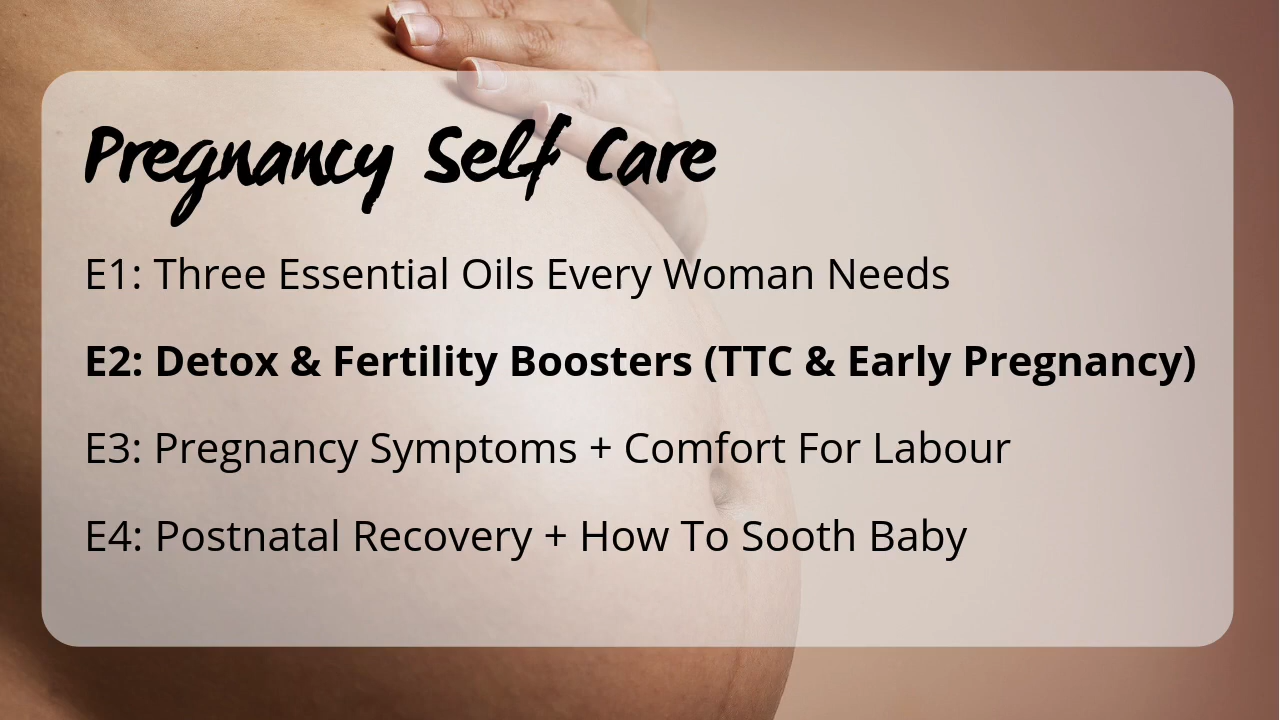 Pregnancy Self Care
E1: Three Essential Oils Every Woman Needs
E2: Detox & Fertility Boosters (TTC & Early Pregnancy)
E3: Pregnancy Symptoms + Comfort For Labour
E4: Postnatal Recovery + How To Sooth Baby